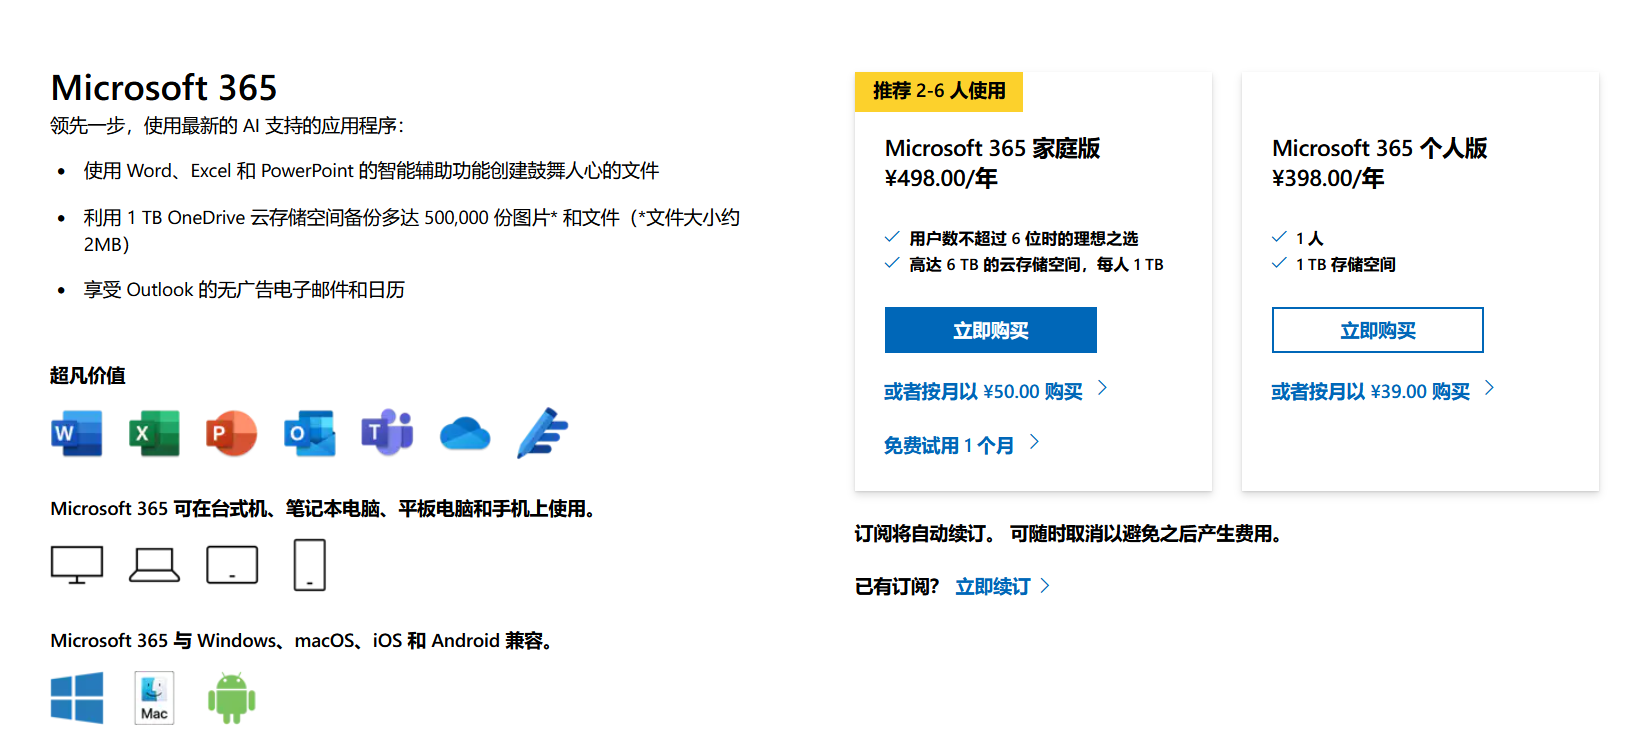 Microsoft 365
领先一步，使用最新的 AI 支持的应用程序：
使用 Word、Excel 和 PowerPoint 的智能辅助功能创建鼓舞人心的文件
利用 1 TB OneDrive 云存储空间备份多达 500,000 份图片* 和文件（*文件大小约
2MB）
享受 Outlook 的无广告电子邮件和日历
超凡价值
W X P O T
Microsoft 365 可在台式机、笔记本电脑、平板电脑和手机上使用。
Microsoft 365 与 Windows、macOS、iOS 和 Android 兼容。
Mac
推荐 2-6 人使用
Microsoft 365 家庭版
¥498.00/年
用户数不超过 6 位时的理想之选
高达 6 TB 的云存储空间，每人 1 TB
立即购买
或者按月以 ¥50.00 购买
免费试用 1 个月
Microsoft 365 个人版
¥398.00/年
1 人
1 TB 存储空间
立即购买
或者按月以 ¥39.00 购买
订阅将自动续订。 可随时取消以避免之后产生费用。
已有订阅？ 立即续订